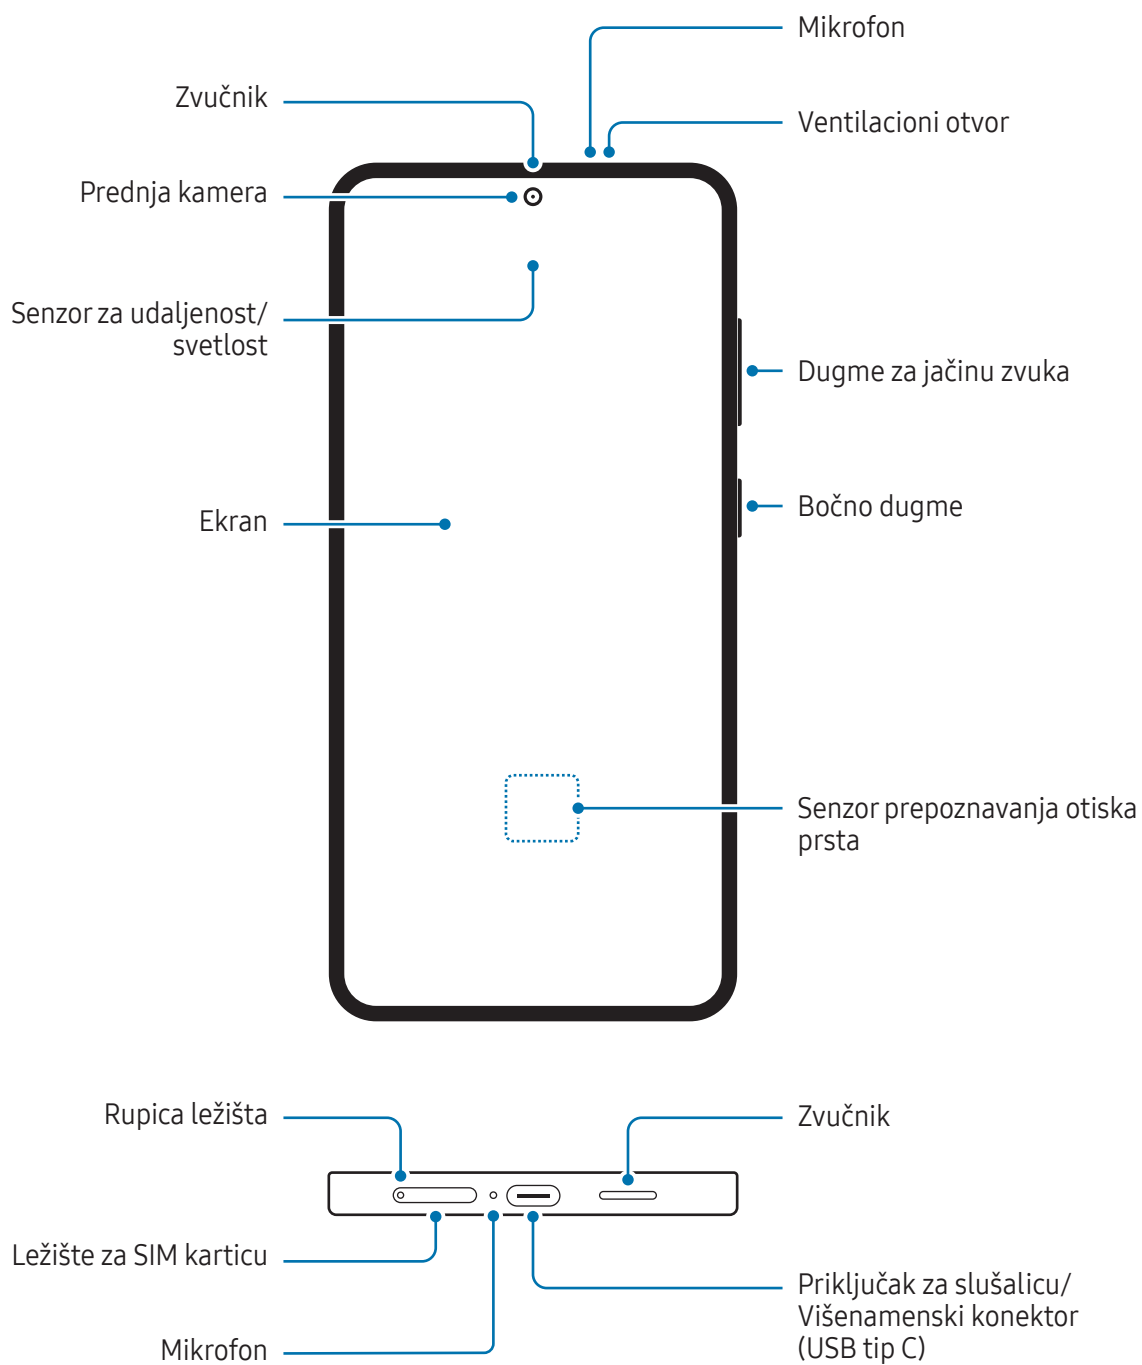 Mikrofon
Zvučnik
Ventilacioni otvor
Prednja kamera
Senzor za udaljenost/
svetlost
Dugme za jačinu zvuka
Bočno dugme
Ekran
Senzor prepoznavanja otiska
prsta
Rupica ležišta
Zvučnik
Ležište za SIM karticu
Priključak za slušalicu/
Višenamenski konektor
(USB tip C)
Mikrofon